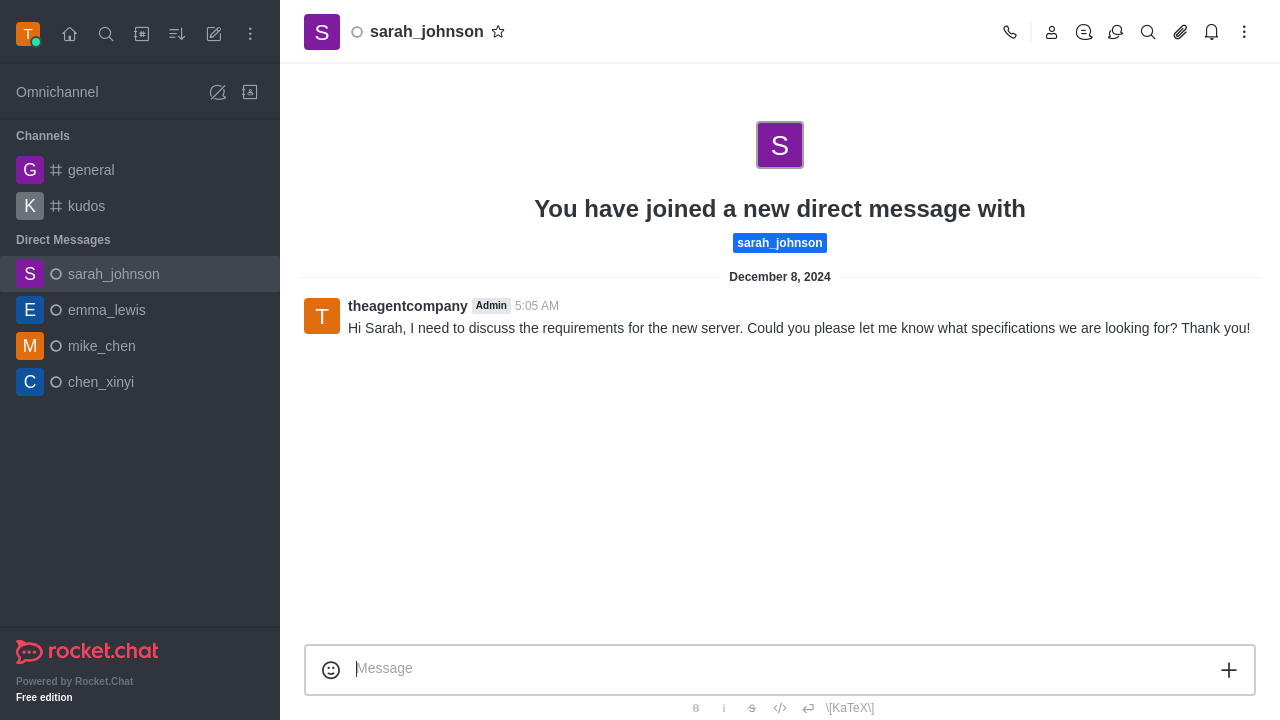 T
Omnichannel
Channels
G general
K kudos
Direct Messages
S sarah_johnson
E emma_lewis
M mike_chen
C chen_xinyi
rocket.chat
Powered by Rocket.Chat
Free edition
S sarah_johnson
S
You have joined a new direct message with
sarah_johnson
December 8, 2024
T theagentcompany Admin 5:05 AM
Hi Sarah, I need to discuss the requirements for the new server. Could you please let me know what specifications we are looking for? Thank you!
Message
B i S \[KaTeX\]